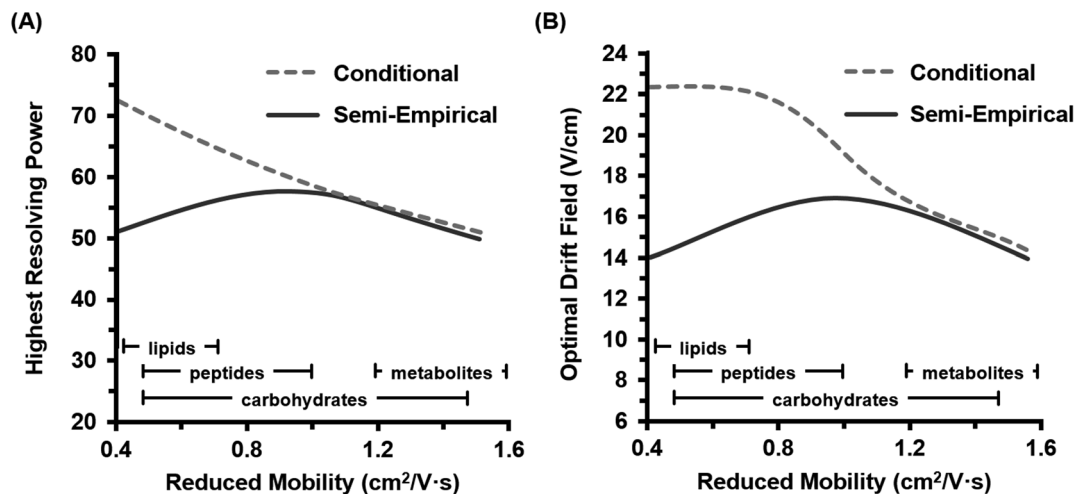 (A)
Highest Resolving Power
80
70
60
50
40
30
20
Conditional
Semi-Empirical
lipids
peptides
metabolites
carbohydrates
0.4
0.8
1.2
1.6
Reduced Mobility (cm²/V·s)
(B)
Optimal Drift Field (V/cm)
24
22
20
18
16
14
12
10
8
6
Conditional
Semi-Empirical
lipids
peptides
metabolites
carbohydrates
0.4
0.8
1.2
1.6
Reduced Mobility (cm²/V·s)